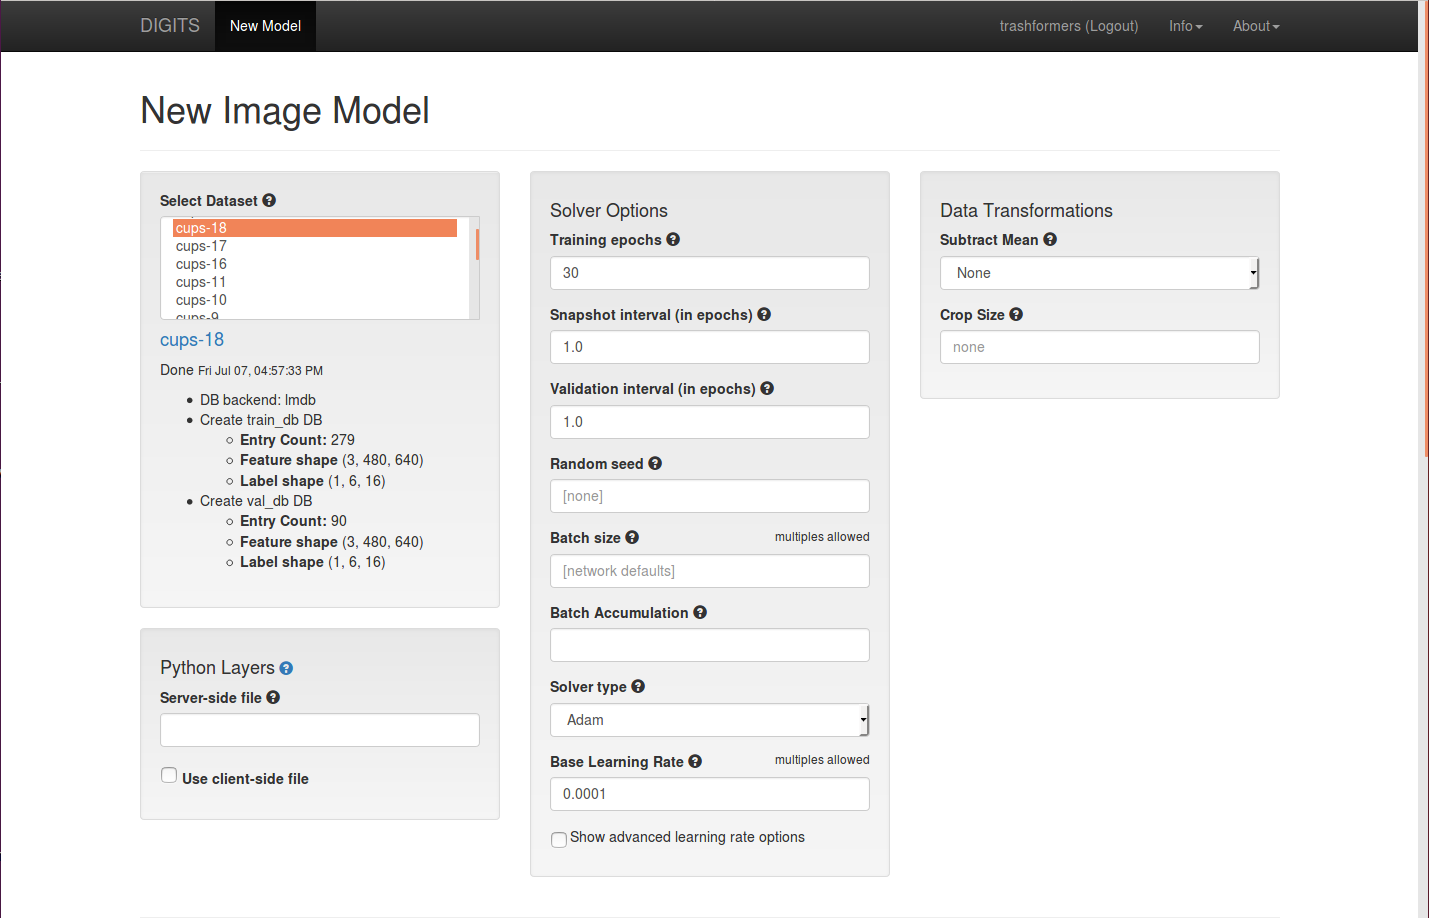 DIGITS New Model trashformers (Logout) Info About
New Image Model
Select Dataset
cups-18
cups-17
cups-16
cups-11
cups-10
cups-9
cups-18
Done Fri Jul 07, 04:57:33 PM
DB backend: lmdb
Create train_db DB
Entry Count: 279
Feature shape (3, 480, 640)
Label shape (1, 6, 16)
Create val_db DB
Entry Count: 90
Feature shape (3, 480, 640)
Label shape (1, 6, 16)
Python Layers
Server-side file
Use client-side file
Solver Options
Training epochs
30
Snapshot interval (in epochs)
1.0
Validation interval (in epochs)
1.0
Random seed
[none]
Batch size multiples allowed
[network defaults]
Batch Accumulation
Solver type
Adam
Base Learning Rate multiples allowed
0.0001
Show advanced learning rate options
Data Transformations
Subtract Mean
None
Crop Size
none